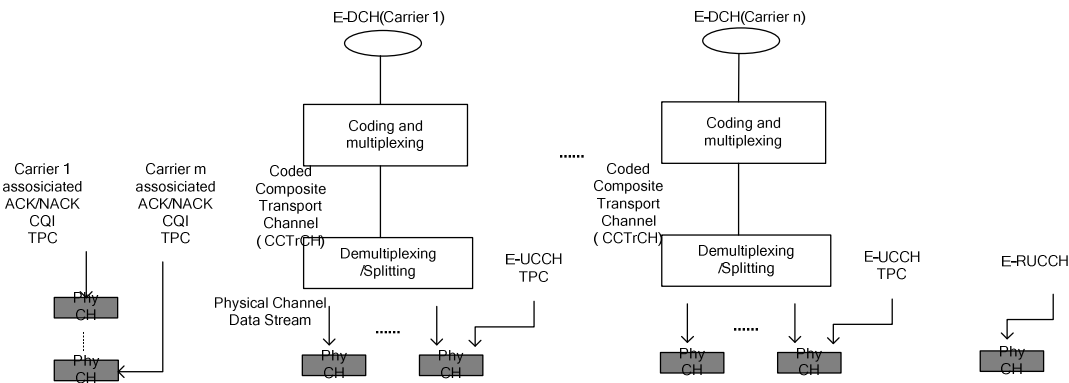 E-DCH(Carrier 1)
E-DCH(Carrier n)
Coding and
multiplexing
Coding and
multiplexing
......
Carrier 1
assosiciated
ACK/NACK
CQI
TPC
Carrier m
assosiciated
ACK/NACK
CQI
TPC
Coded
Composite
Transport
Channel
( CCTrCH)
Coded
Composite
Transport
Channel
( CCTrCH)
Demultiplexing
/Splitting
Demultiplexing
/Splitting
E-UCCH
TPC
E-UCCH
TPC
E-RUCCH
Physical Channel
Data Stream
......
......
Phy
CH
Phy
CH
Phy
CH
Phy
CH
Phy
CH
Phy
CH
Phy
CH